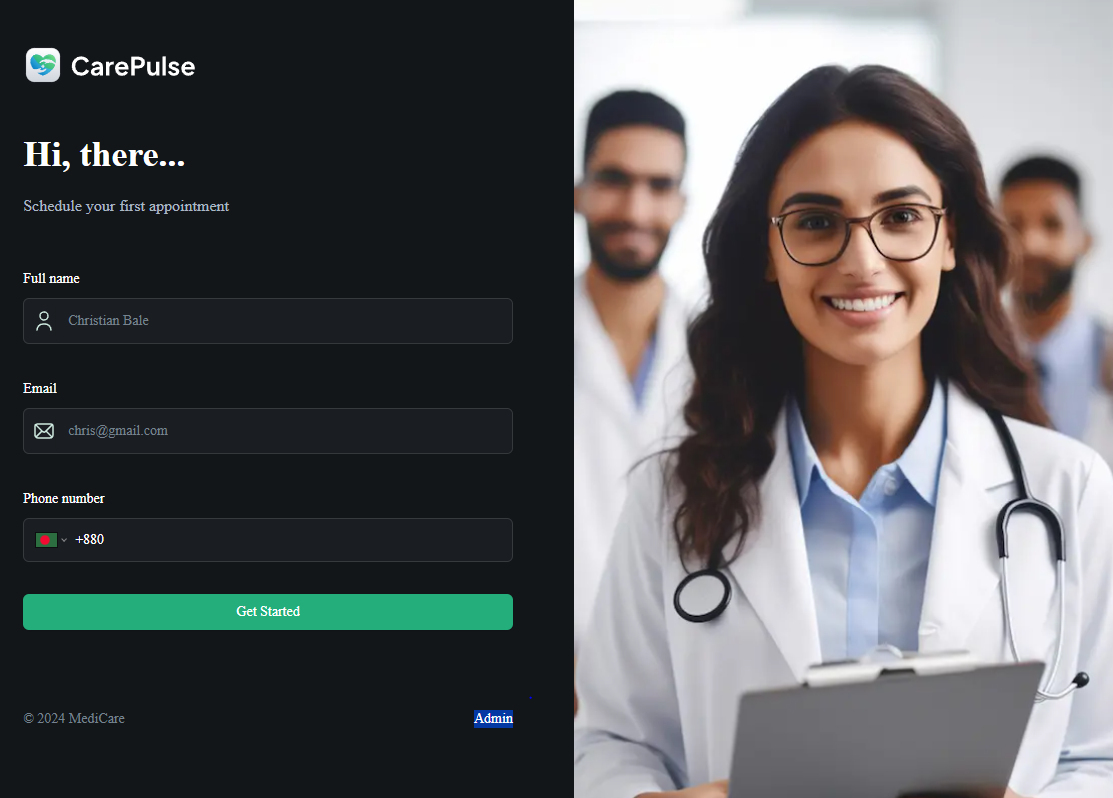 CarePulse
Hi, there...
Schedule your first appointment
Full name
Christian Bale
Email
chris@gmail.com
Phone number
+880
Get Started
© 2024 MediCare
Admin